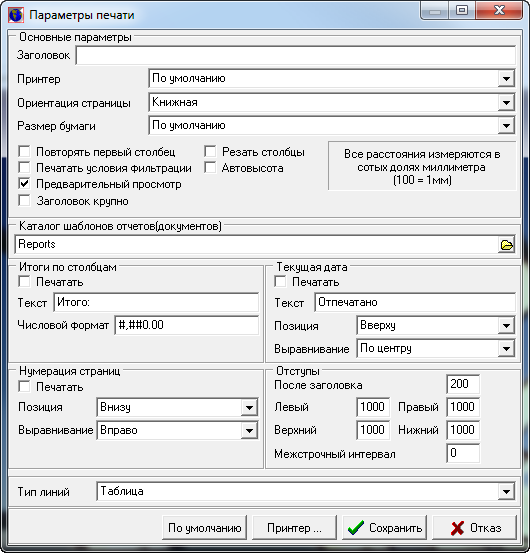 Параметры печати
Основные параметры
Заголовок
Принтер По умолчанию
Ориентация страницы Книжная
Размер бумаги По умолчанию
Повторять первый столбец Резать столбцы
Печатать условия Фильтрации Автовысота
Предварительный просмотр
Заголовок крупно
Все расстояния измеряются в
сотых долях миллиметра
(100 = 1мм)
Каталог шаблонов отчетов(документов)
Reports
Итоги по столбцам
Печатать
Текст Итого:
Числовой формат #,##0.00
Текущая дата
Печатать
Текст Отпечатано
Позиция Вверху
Выравнивание По центру
Нумерация страниц
Печатать
Позиция Внизу
Выравнивание Вправо
Отступы
После заголовка 200
Левый 1000 Правый 1000
Верхний 1000 Нижний 1000
Межстрочный интервал 0
Тип линий Таблица
По умолчанию Принтер ... Сохранить Отказ